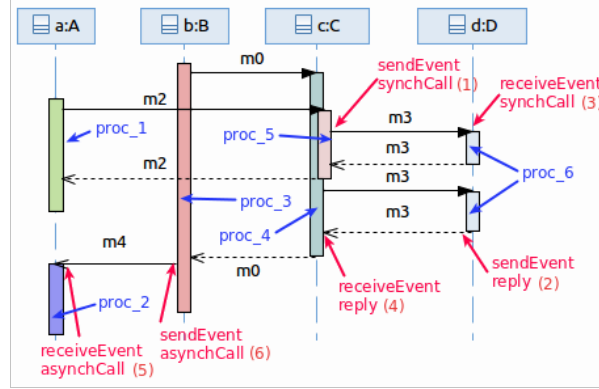 a:A
b:B
c:C
d:D
m0
sendEvent
synchCall (1)
receiveEvent
synchCall (3)
m2
proc_1
proc_5
m3
m3
m2
m3
proc_6
proc_3
m3
proc_4
m4
m0
sendEvent
reply (2)
receiveEvent
reply (4)
proc_2
sendEvent
asynchCall (6)
receiveEvent
asynchCall (5)